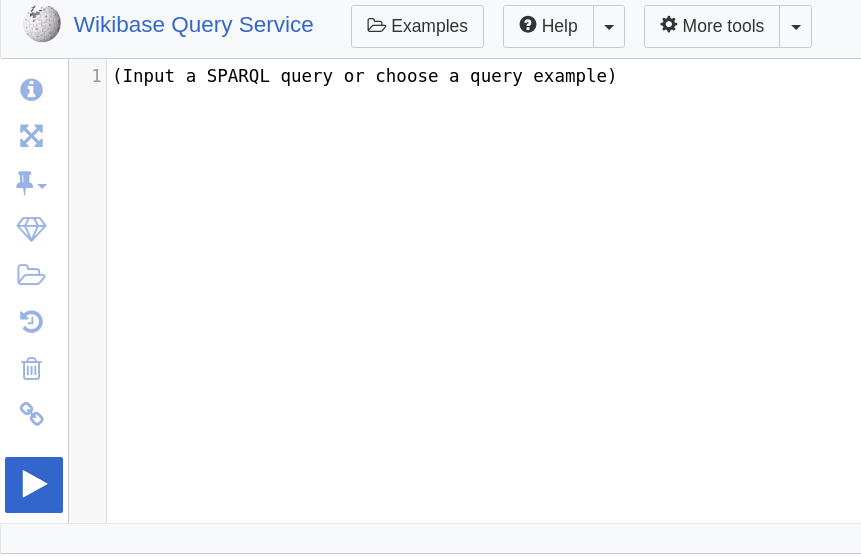 Wikibase Query Service
Examples
Help
More tools
1
(Input a SPARQL query or choose a query example)